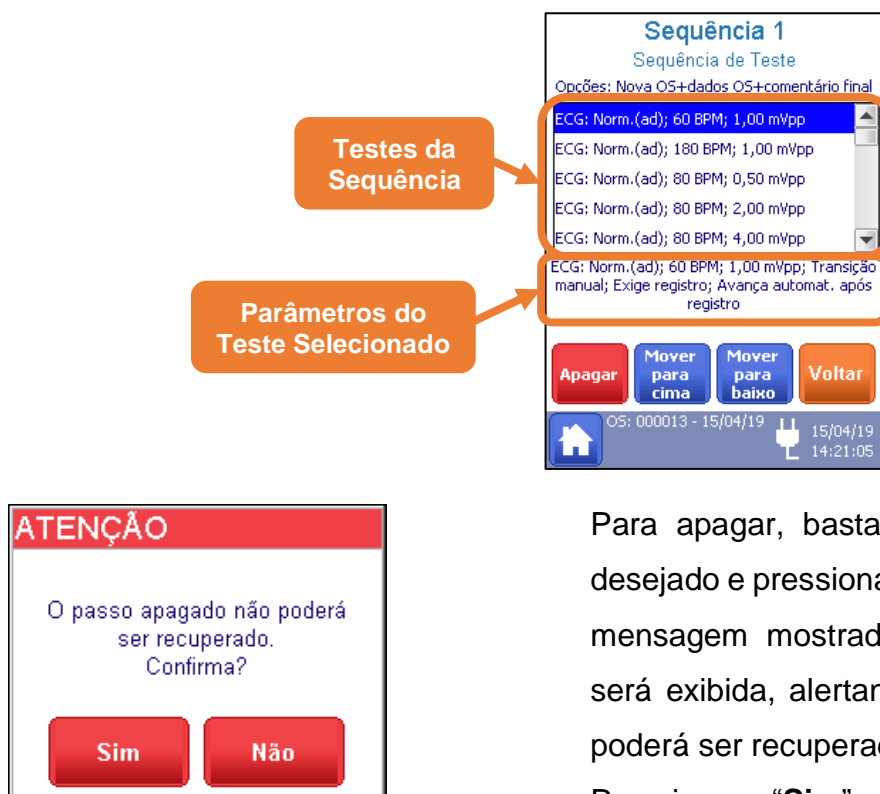 Sequência 1
Sequência de Teste
Opções: Nova OS+dados OS+comentário final
Testes da
Sequência
ECG: Norm.(ad); 60 BPM; 1,00 mVpp
ECG: Norm.(ad); 180 BPM; 1,00 mVpp
ECG: Norm.(ad); 80 BPM; 0,50 mVpp
ECG: Norm.(ad); 80 BPM; 2,00 mVpp
ECG: Norm.(ad); 80 BPM; 4,00 mVpp
Parâmetros do
Teste Selecionado
ECG: Norm.(ad); 60 BPM; 1,00 mVpp; Transição
manual; Exige registro; Avança automat. após
registro
Apagar
Mover
para
cima
Mover
para
baixo
Voltar
OS: 000013 - 15/04/19
15/04/19
14:21:05
ATENÇÃO
O passo apagado não poderá
ser recuperado.
Confirma?
Sim
Não
Para apagar, basta
desejado e
mensagem
será exibida,
poderá ser